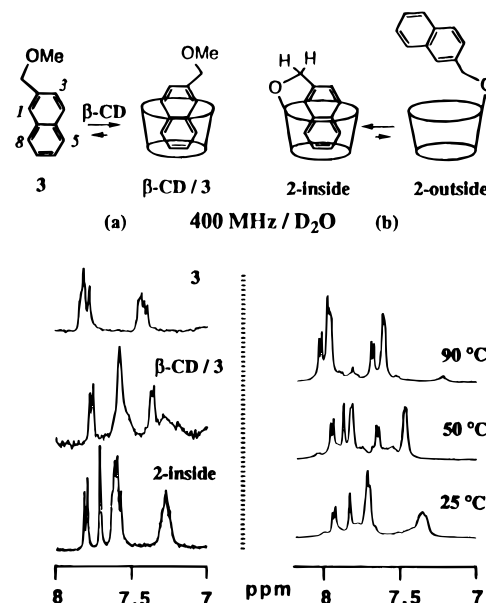 OMe
OMe
H H
3
β-CD
O
O
1
8 5
3 β-CD / 3 2-inside 2-outside
(a) 400 MHz / D2O (b)
3
90 °C
β-CD / 3
50 °C
2-inside
25 °C
8 7.5 7 ppm 8 7.5 7